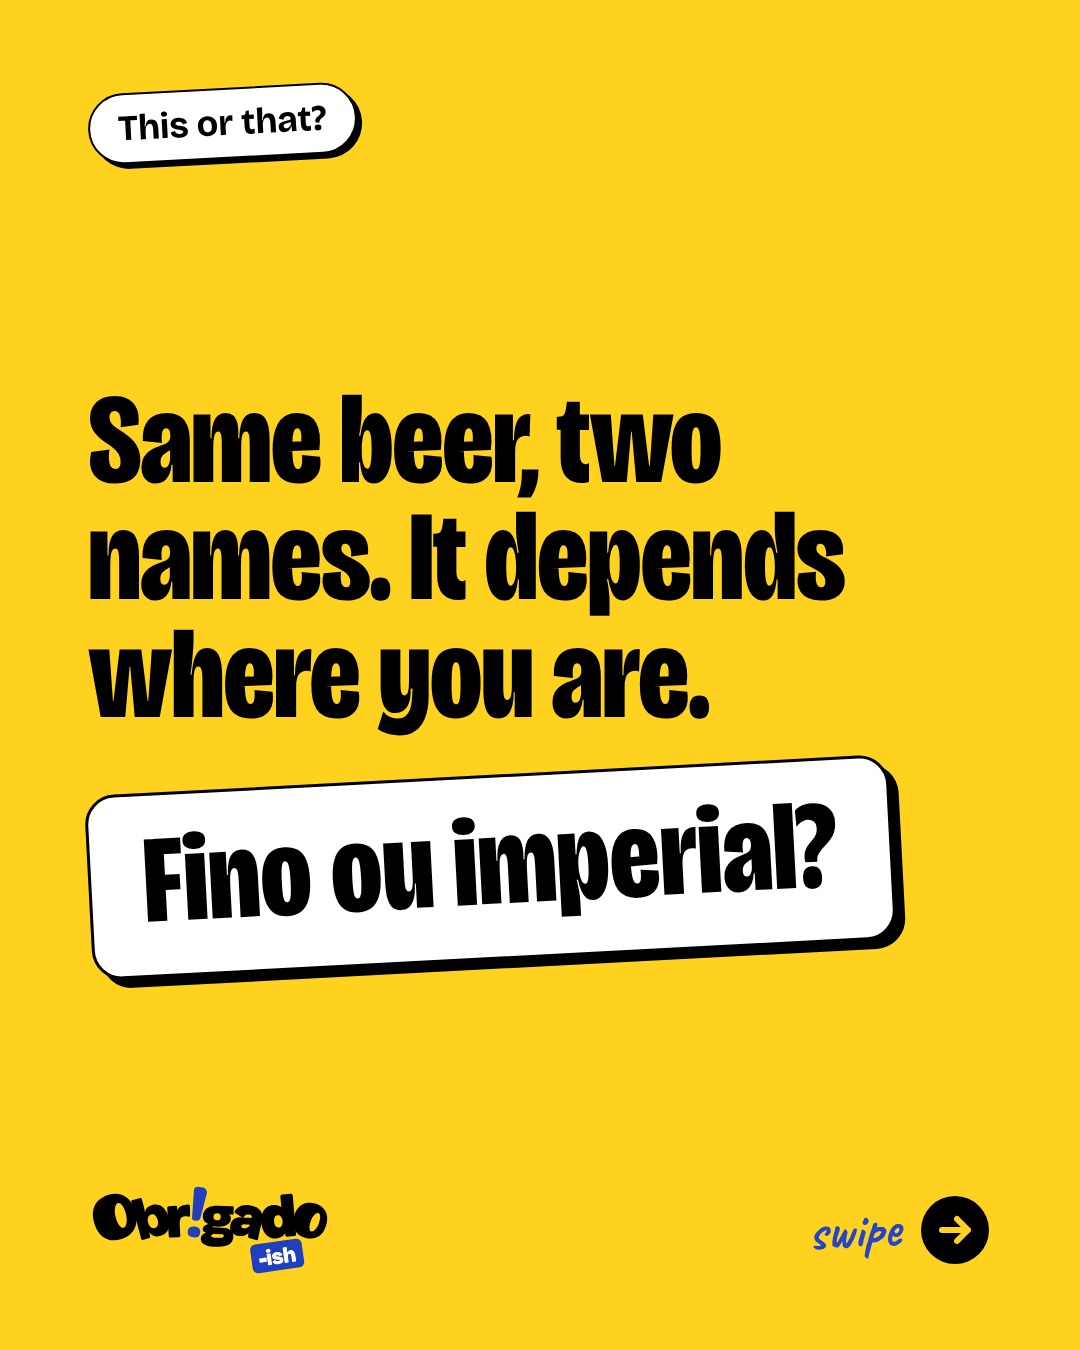 This or that?
Same beer, two
names. It depends
where you are.
Fino ou imperial?
Obr!gado
-ish
swipe